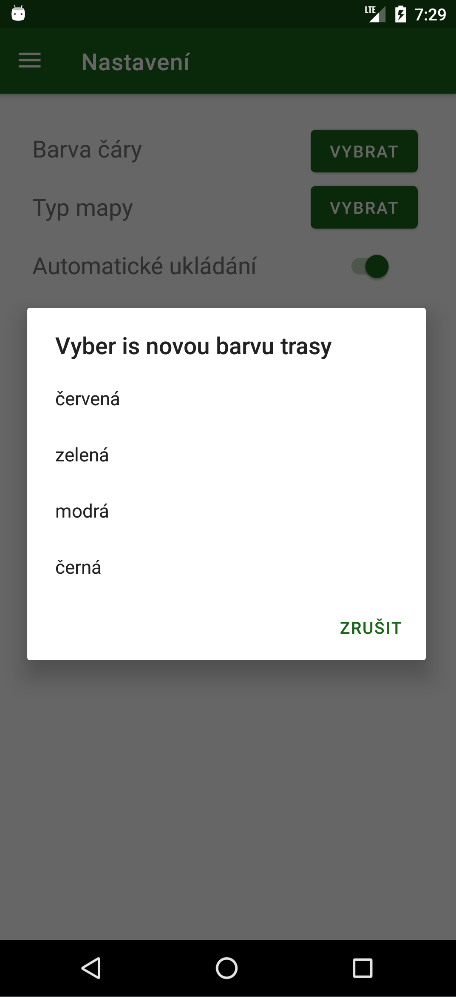 LTE 7:29
Nastavení
Barva čáry VYBRAT
Typ mapy VYBRAT
Automatické ukládání
Vyber is novou barvu trasy
červená
zelená
modrá
černá
ZRUŠIT